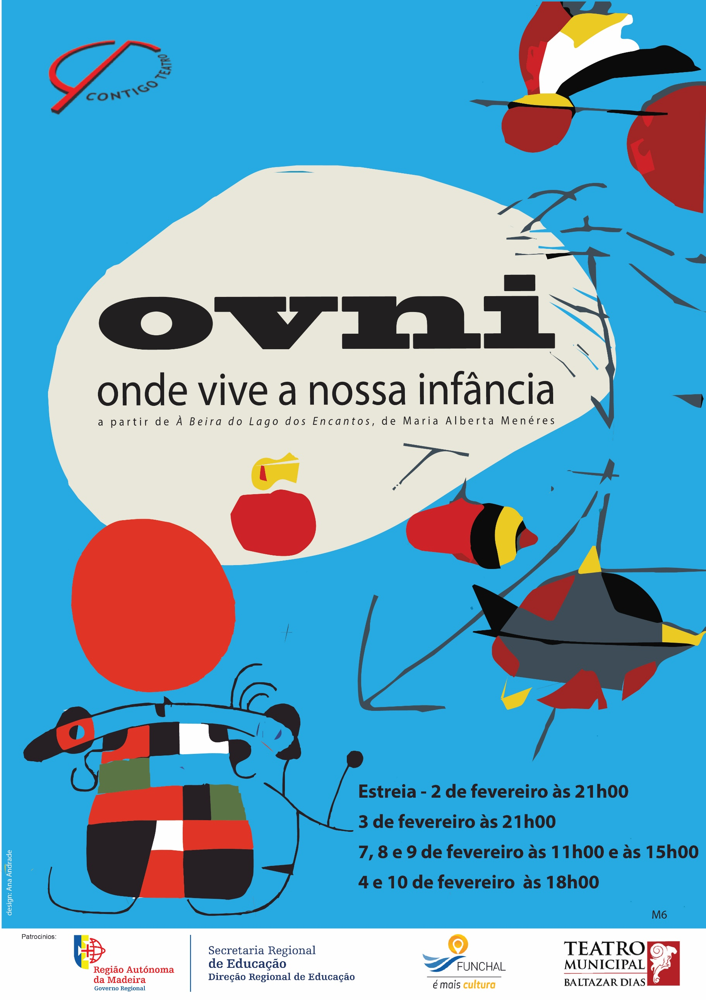 CONTIGO TEATRO
ovni
onde vive a nossa infância
a partir de À Beira do Lago dos Encantos, de Maria Alberta Menéres
Estreia - 2 de fevereiro às 21h00
3 de fevereiro às 21h00
7, 8 e 9 de fevereiro às 11h00 e às 15h00
4 e 10 de fevereiro às 18h00
M6
design: Ana Andrade
Patrocinios:
Região Autónoma
da Madeira
Governo Regional
Secretaria Regional
de Educação
Direção Regional de Educação
FUNCHAL
é mais cultura
TEATRO
MUNICIPAL
BALTAZAR DIAS